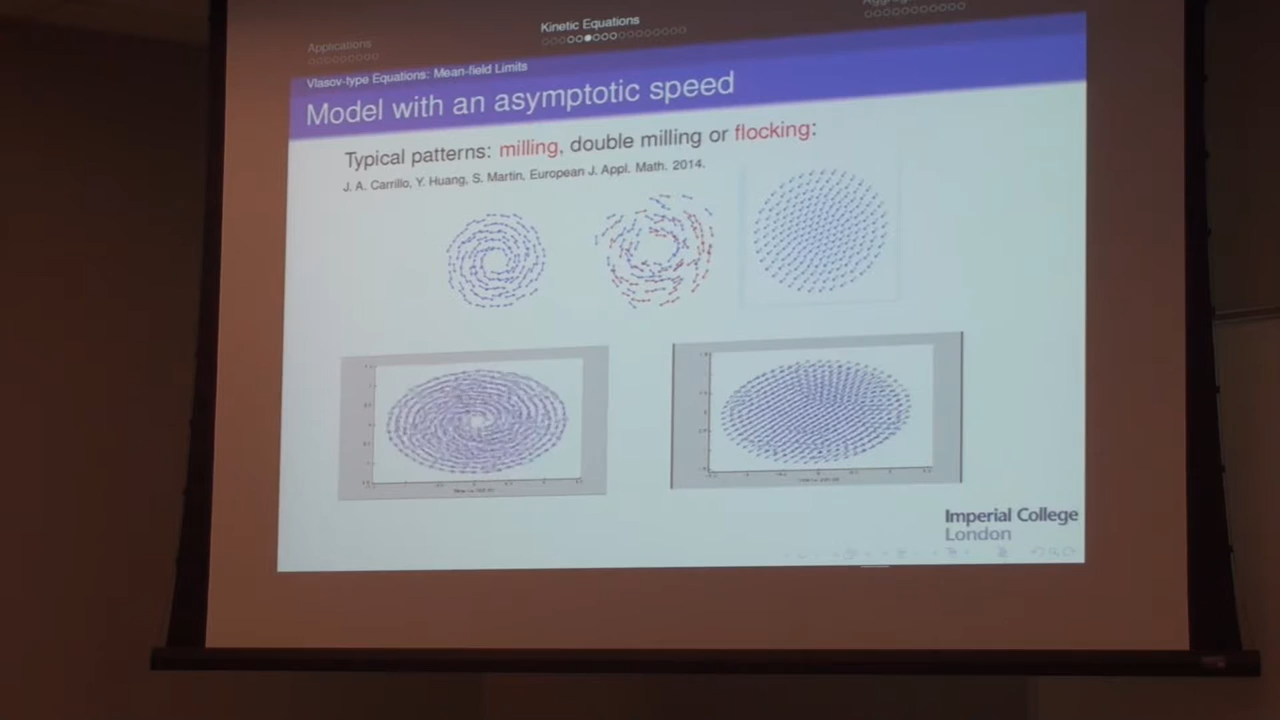 Applications
Kinetic Equations
Vlasov-type Equations: Mean-field Limits
Model with an asymptotic speed
Typical patterns: milling, double milling or flocking:
J. A. Carrillo, Y. Huang, S. Martin, European J. Appl. Math. 2014.
Imperial College
London